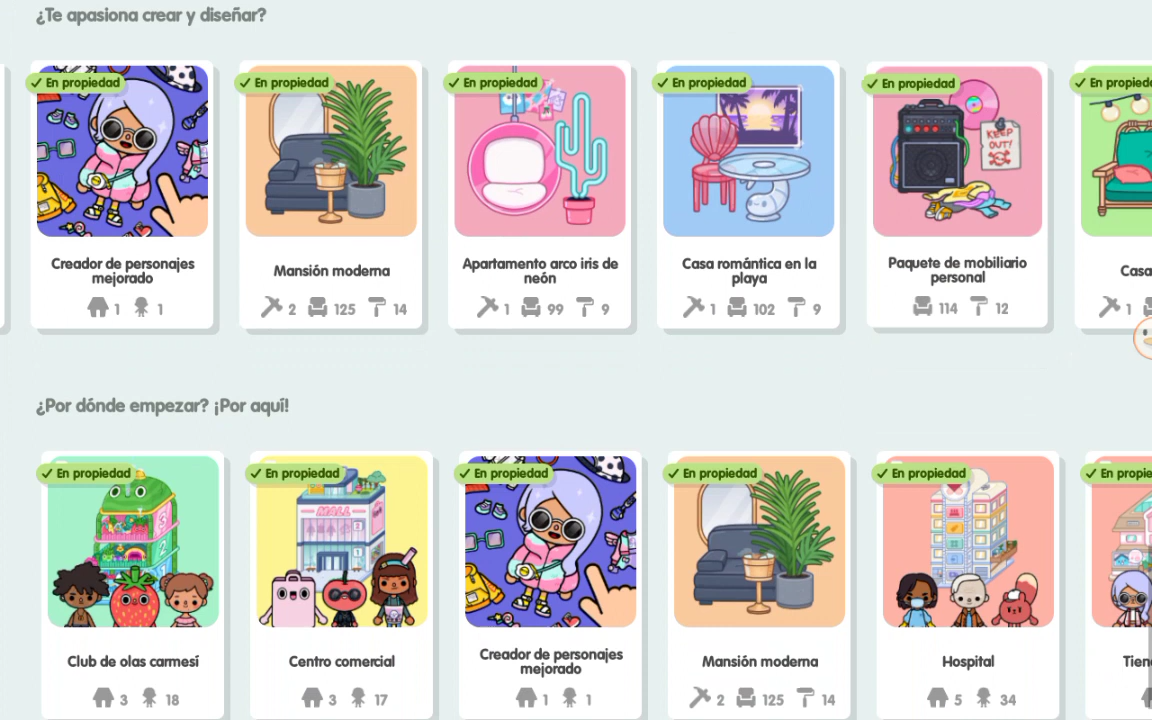 ¿Te apasiona crear y diseñar?
En propiedad
En propiedad
En propiedad
En propiedad
En propiedad
KEEP
OUT!
Creador de personajes
mejorado
1 1
Mansión moderna
2 125 14
Apartamento arco iris de
neón
1 99 9
Casa romántica en la
playa
1 102 9
Paquete de mobiliario
personal
114 12
Casa
1
¿Por dónde empezar? ¡Por aquí!
En propiedad
En propiedad
En propiedad
En propiedad
En propiedad
MALL
Club de olas carmesí
3 18
Centro comercial
3 17
Creador de personajes
mejorado
1 1
Mansión moderna
2 125 14
Hospital
5 34